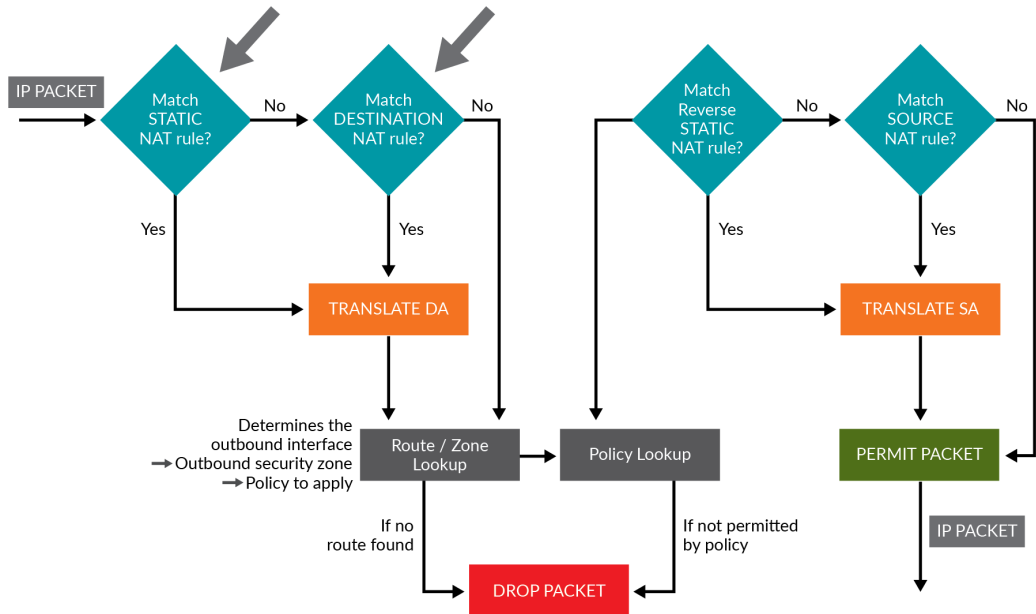 IP PACKET
Match
STATIC
NAT rule?
No
Match
DESTINATION
NAT rule?
No
Match
Reverse
STATIC
NAT rule?
No
Match
SOURCE
NAT rule?
No
Yes
Yes
Yes
Yes
TRANSLATE DA
TRANSLATE SA
Determines the
outbound interface
Outbound security zone
Policy to apply
Route / Zone
Lookup
Policy Lookup
PERMIT PACKET
If no
route found
If not permitted
by policy
IP PACKET
DROP PACKET